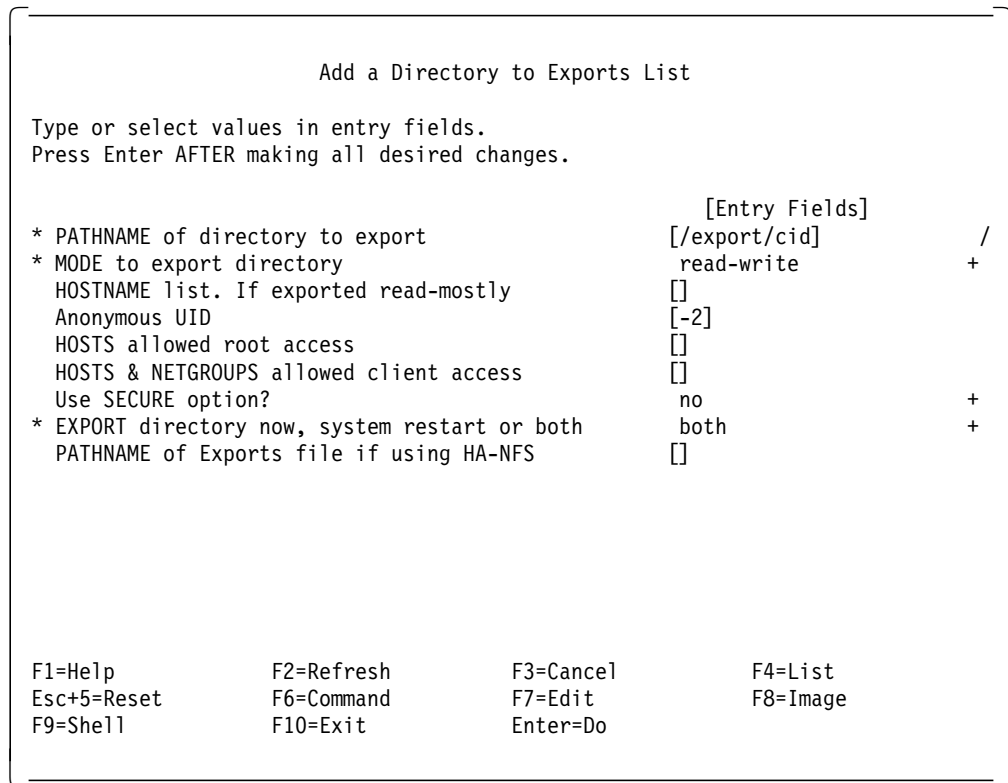 Add a Directory to Exports List
Type or select values in entry fields.
Press Enter AFTER making all desired changes.
[Entry Fields]
* PATHNAME of directory to export [/export/cid] /
* MODE to export directory read-write +
HOSTNAME list. If exported read-mostly []
Anonymous UID [-2]
HOSTS allowed root access []
HOSTS & NETGROUPS allowed client access []
Use SECURE option? no +
* EXPORT directory now, system restart or both both +
PATHNAME of Exports file if using HA-NFS []
F1=Help F2=Refresh F3=Cancel F4=List
Esc+5=Reset F6=Command F7=Edit F8=Image
F9=Shell F10=Exit Enter=Do